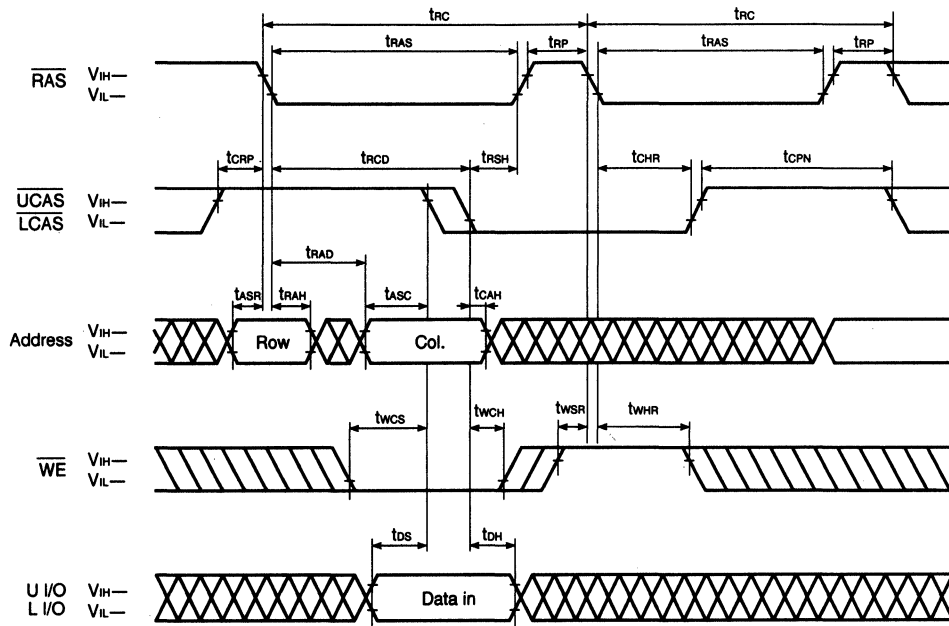 tRC tRC
tRAS tRP tRAS tRP
RAS VIH
VIL
tCRP tRCD tRSH tCHR tCPN
UCAS VIH
LCAS VIL
tRAD
tASR tRAH tASC tCAH
Address VIH Row Col.
VIL
tWCS tWCH tWSR tWHR
WE VIH
VIL
tDS tDH
U I/O VIH Data in
L I/O VIL